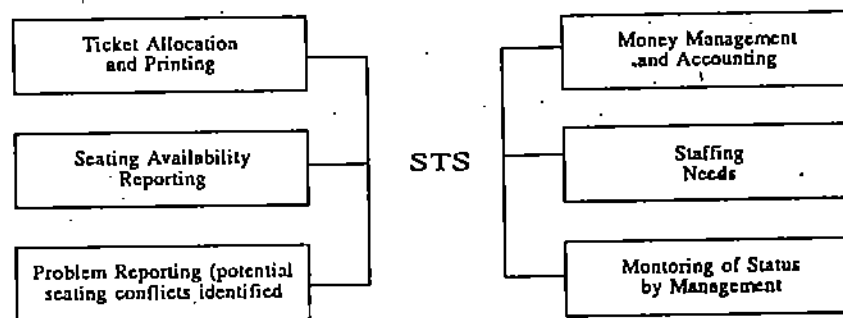 Ticket Allocation
and Printing
Seating Availability
Reporting
Problem Reporting (potential
seating conflicts identified
STS
Money Management
and Accounting
Staffing
Needs
Montoring of Status
by Management